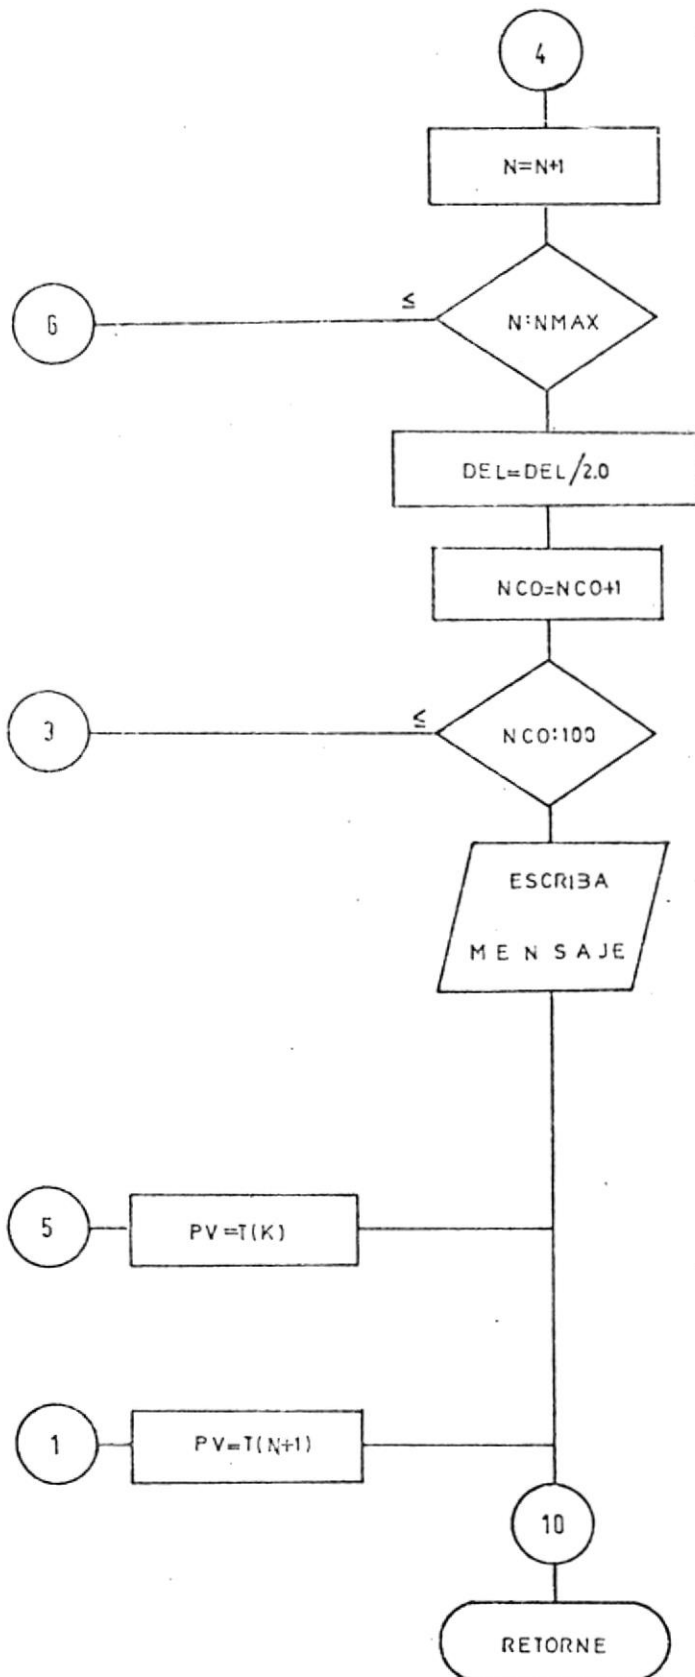 4
N=N+1
≤
6
N:NMAX
DEL=DEL/2.0
NCO=NCO+1
≤
3
NCO:100
ESCRIBA
MENSAJE
5
PV=T(K)
1
PV=T(N+1)
10
RETORNE